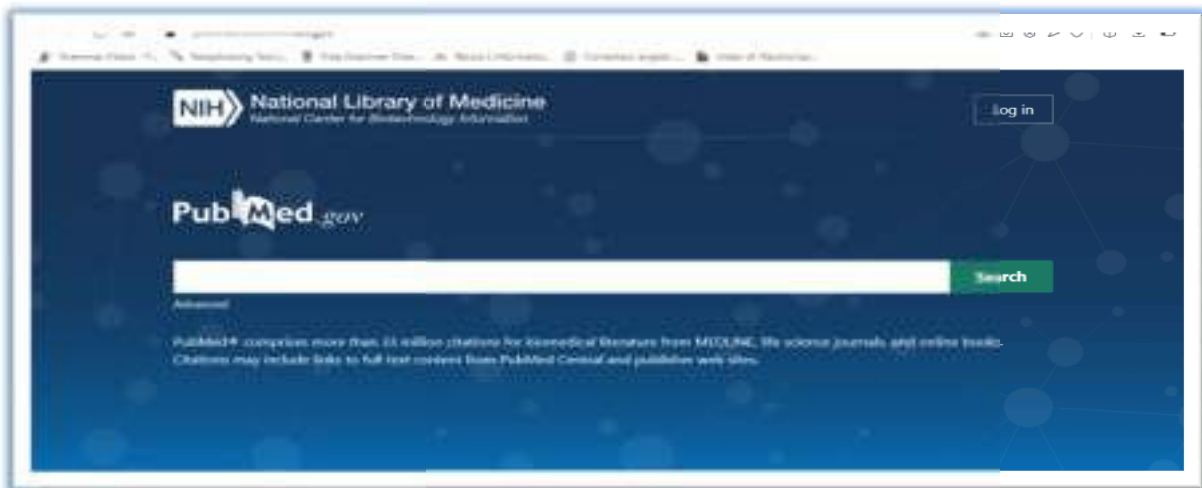 NIH National Library of Medicine
National Center for Biotechnology Information
Log in
PubMed.gov
Search
Advanced
PubMed® comprises more than 33 million citations for biomedical literature from MEDLINE, life science journals, and online books.
Citations may include links to full text content from PubMed Central and publisher web sites.